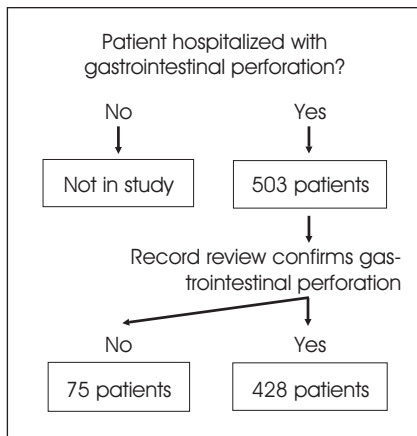 Patient hospitalized with
gastrointestinal perforation?
No
Yes
Not in study
503 patients
Record review confirms gas-
trointestinal perforation
No
Yes
75 patients
428 patients